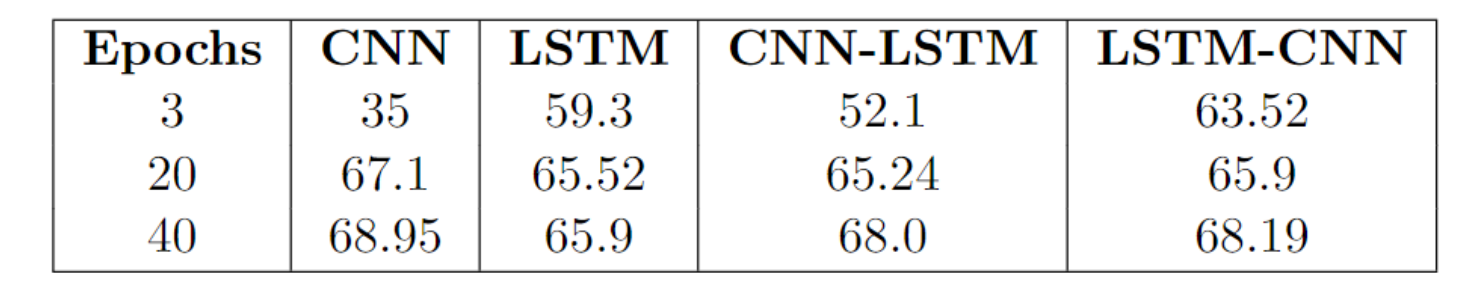 Epochs CNN LSTM CNN-LSTM LSTM-CNN
3 35 59.3 52.1 63.52
20 67.1 65.52 65.24 65.9
40 68.95 65.9 68.0 68.19